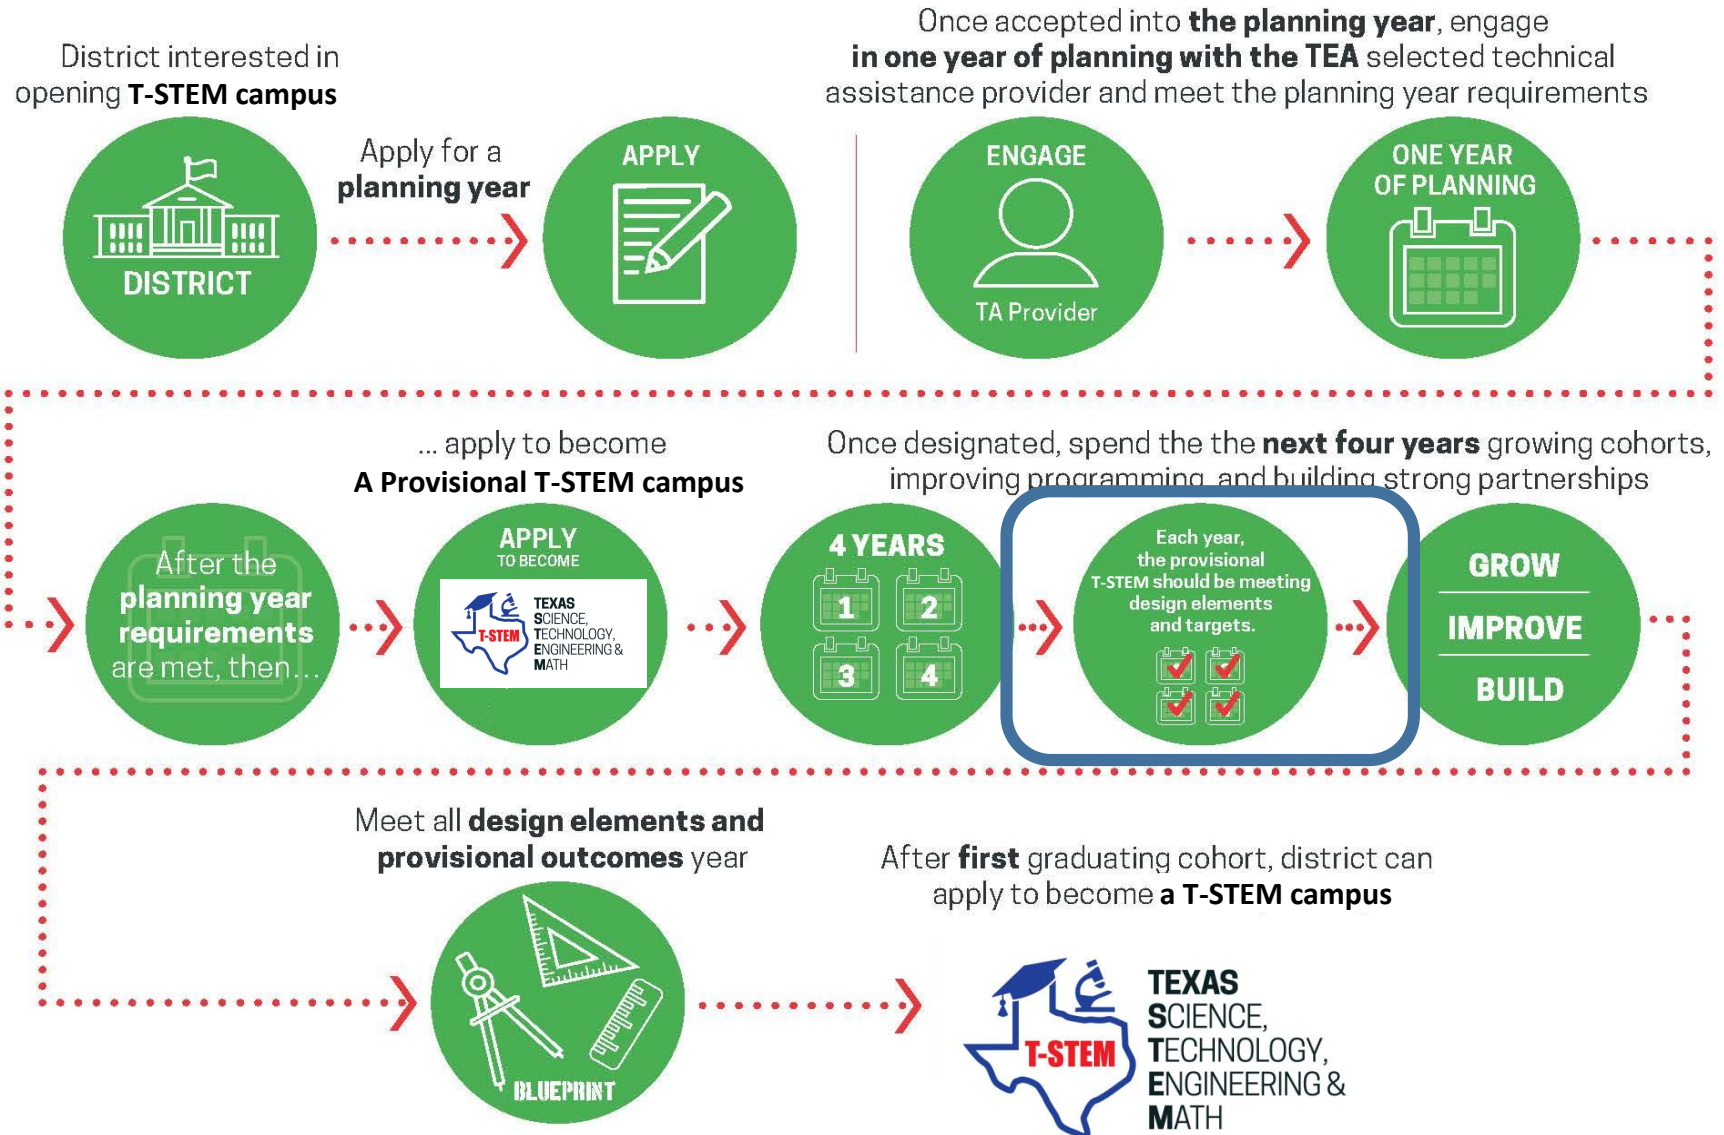 District interested in
opening T-STEM campus
DISTRICT
Apply for a
planning year
APPLY
Once accepted into the planning year, engage
in one year of planning with the TEA selected technical
assistance provider and meet the planning year requirements
ENGAGE
TA Provider
ONE YEAR
OF PLANNING
After the
planning year
requirements
are met, then...
... apply to become
A Provisional T-STEM campus
APPLY
TO BECOME
T-STEM
TEXAS
SCIENCE,
TECHNOLOGY,
ENGINEERING &
MATH
Once designated, spend the the next four years growing cohorts,
improving programming, and building strong partnerships
4 YEARS
1
2
3
4
Each year,
the provisional
T-STEM should be meeting
design elements
and targets.
GROW
IMPROVE
BUILD
Meet all design elements and
provisional outcomes year
BLUEPRINT
After first graduating cohort, district can
apply to become a T-STEM campus
T-STEM
TEXAS
SCIENCE,
TECHNOLOGY,
ENGINEERING &
MATH